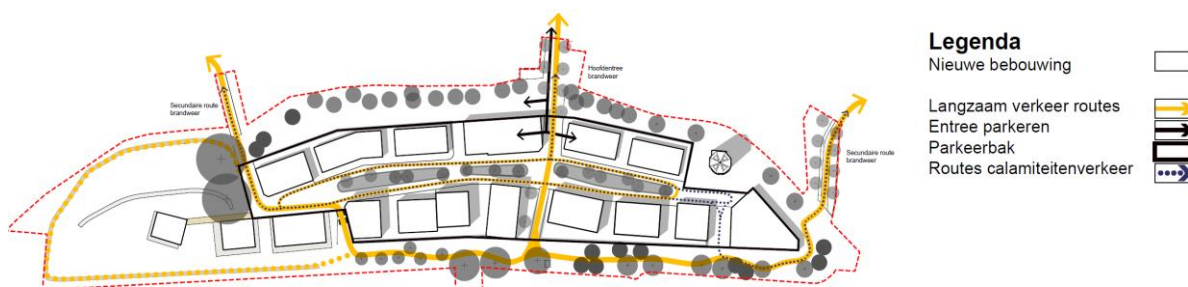 Secundaire route
brandweer
Hoofdentree
brandweer
Secundaire route
brandweer
Legenda
Nieuwe bebouwing
Langzaam verkeer routes
Entree parkeren
Parkeerbak
Routes calamiteitenverkeer